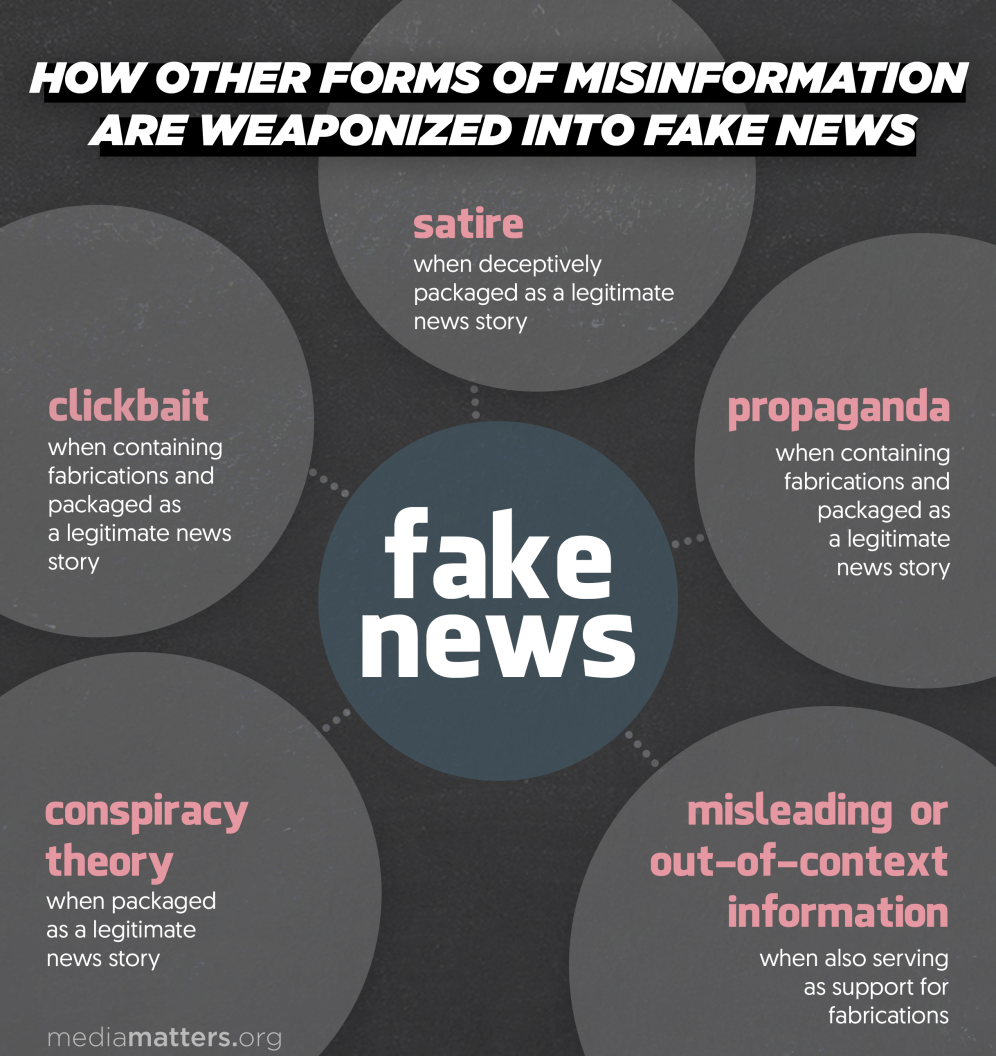 HOW OTHER FORMS OF MISINFORMATION
ARE WEAPONIZED INTO FAKE NEWS
satire
when deceptively
packaged as a legitimate
news story
clickbait
when containing
fabrications and
packaged as
a legitimate news
story
propaganda
when containing
fabrications and
packaged as
a legitimate
news story
fake
news
conspiracy
theory
when packaged
as a legitimate
news story
misleading or
out-of-context
information
when also serving
as support for
fabrications
mediamatters.org